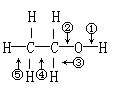 H H
② ①
H C C O H
③
⑤ ④
H H